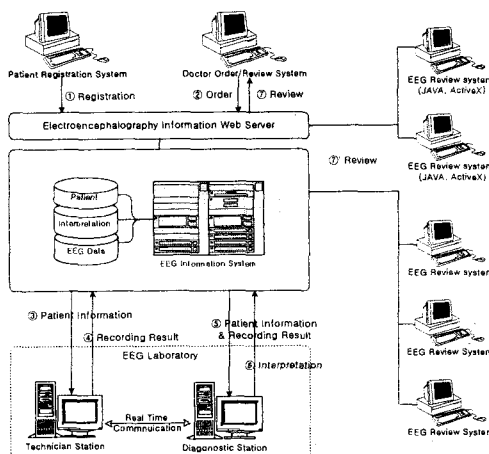 Patient Registration System
Doctor Order/Review System
① Registration
② Order
⑦ Review
Electroencephalography Information Web Server
EEG Review system
(JAVA, ActiveX)
EEG Review system
(JAVA, ActiveX)
⑦' Review
Patient
Interpretation
EEG Data
EEG Information System
EEG Review system
EEG Review System
EEG Review System
③ Patient Information
④ Recording Result
⑤ Patient Information
& Recording Result
⑥ Interpretation
EEG Laboratory
Real Time
Commnuication
Technician Station
Diagonostic Station